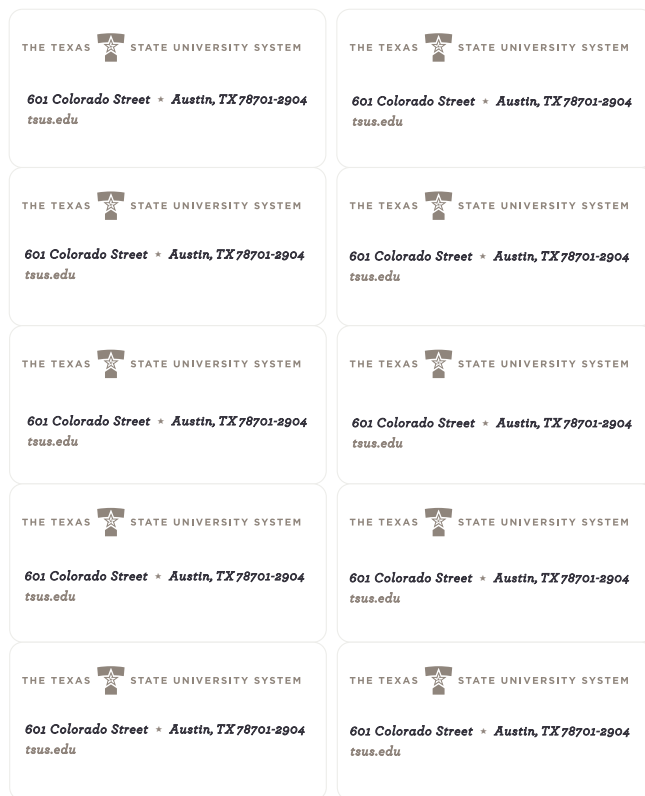 THE TEXAS STATE UNIVERSITY SYSTEM
601 Colorado Street ★ Austin, TX 78701-2904
tsus.edu
THE TEXAS STATE UNIVERSITY SYSTEM
601 Colorado Street ★ Austin, TX 78701-2904
tsus.edu
THE TEXAS STATE UNIVERSITY SYSTEM
601 Colorado Street ★ Austin, TX 78701-2904
tsus.edu
THE TEXAS STATE UNIVERSITY SYSTEM
601 Colorado Street ★ Austin, TX 78701-2904
tsus.edu
THE TEXAS STATE UNIVERSITY SYSTEM
601 Colorado Street ★ Austin, TX 78701-2904
tsus.edu
THE TEXAS STATE UNIVERSITY SYSTEM
601 Colorado Street ★ Austin, TX 78701-2904
tsus.edu
THE TEXAS STATE UNIVERSITY SYSTEM
601 Colorado Street ★ Austin, TX 78701-2904
tsus.edu
THE TEXAS STATE UNIVERSITY SYSTEM
601 Colorado Street ★ Austin, TX 78701-2904
tsus.edu
THE TEXAS STATE UNIVERSITY SYSTEM
601 Colorado Street ★ Austin, TX 78701-2904
tsus.edu
THE TEXAS STATE UNIVERSITY SYSTEM
601 Colorado Street ★ Austin, TX 78701-2904
tsus.edu